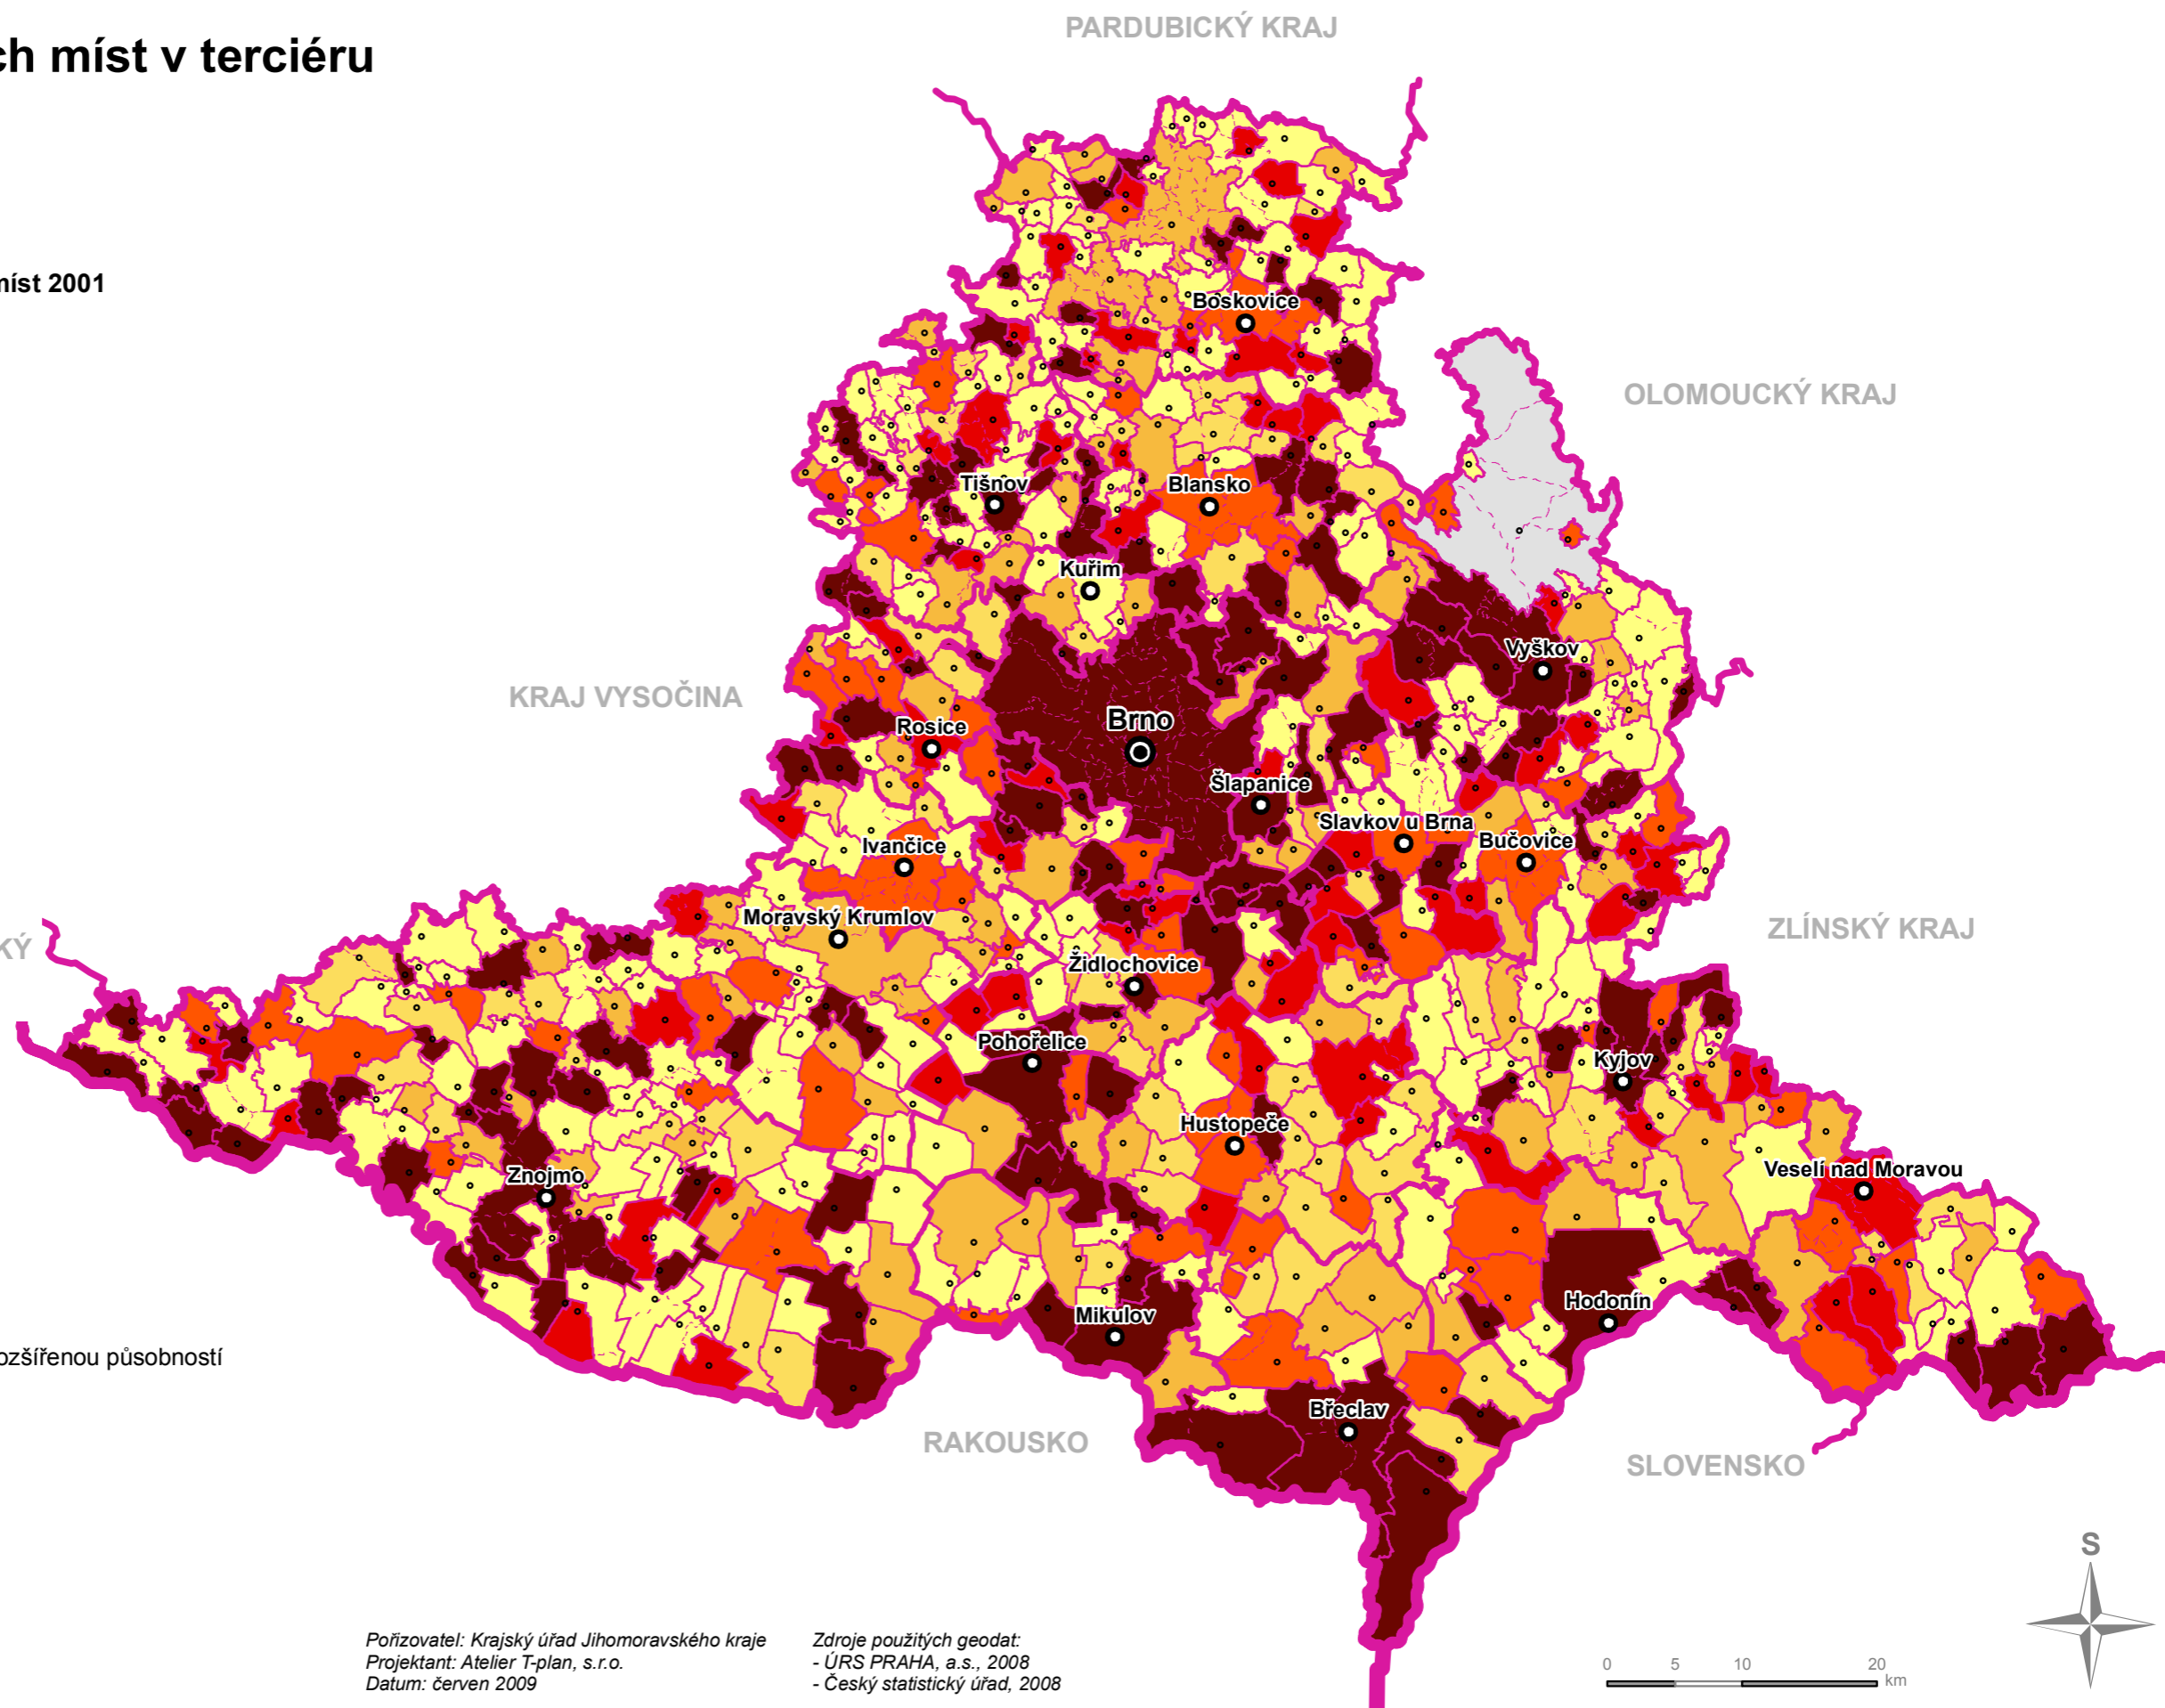 PARDUBICKÝ KRAJ
ch míst v terciéru
míst 2001
Boskovice
OLOMOUCKÝ KRAJ
Tišnov
Blansko
Kuřim
Vyškov
KRAJ VYSOČINA
Rosice
Brno
Šlapanice
Slavkov u Brna
Bučovice
Ivančice
Moravský Krumlov
ZLÍNSKÝ KRAJ
KÝ
Židlochovice
Pohořelice
Kyjov
Hustopeče
Znojmo
Veselí nad Moravou
Hodonín
Mikulov
ozšířenou působností
Břeclav
RAKOUSKO
SLOVENSKO
S
Pořizovatel: Krajský úřad Jihomoravského kraje
Projektant: Atelier T-plan, s.r.o.
Datum: červen 2009
Zdroje použitých geodat:
- ÚRS PRAHA, a.s., 2008
- Český statistický úřad, 2008
0 5 10 20
km